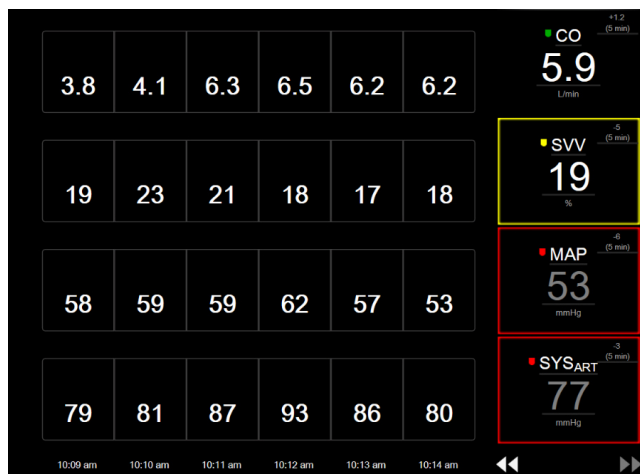 3.8 4.1 6.3 6.5 6.2 6.2
+1.2
(5 min)
CO
5.9
L/min
19 23 21 18 17 18
-5
(5 min)
SVV
19
%
58 59 59 62 57 53
-6
(5 min)
MAP
53
mmHg
79 81 87 93 86 80
-3
(5 min)
SYSART
77
mmHg
10:09 am 10:10 am 10:11 am 10:12 am 10:13 am 10:14 am